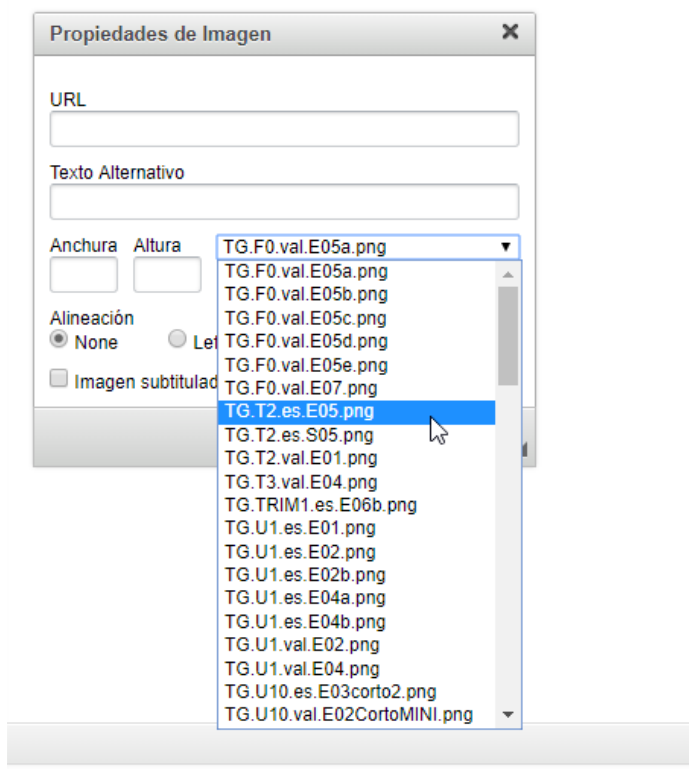 Propiedades de Imagen
URL
Texto Alternativo
Anchura Altura TG.F0.val.E05a.png
TG.F0.val.E05a.png
TG.F0.val.E05b.png
TG.F0.val.E05c.png
TG.F0.val.E05d.png
TG.F0.val.E05e.png
TG.F0.val.E07.png
TG.T2.es.E05.png
TG.T2.es.S05.png
TG.T2.val.E01.png
TG.T3.val.E04.png
TG.TRIM1.es.E06b.png
TG.U1.es.E01.png
TG.U1.es.E02.png
TG.U1.es.E02b.png
TG.U1.es.E04a.png
TG.U1.es.E04b.png
TG.U1.val.E02.png
TG.U1.val.E04.png
TG.U10.es.E03corto2.png
TG.U10.val.E02CortoMINI.png
Alineación
None Lef
Imagen subtitulad